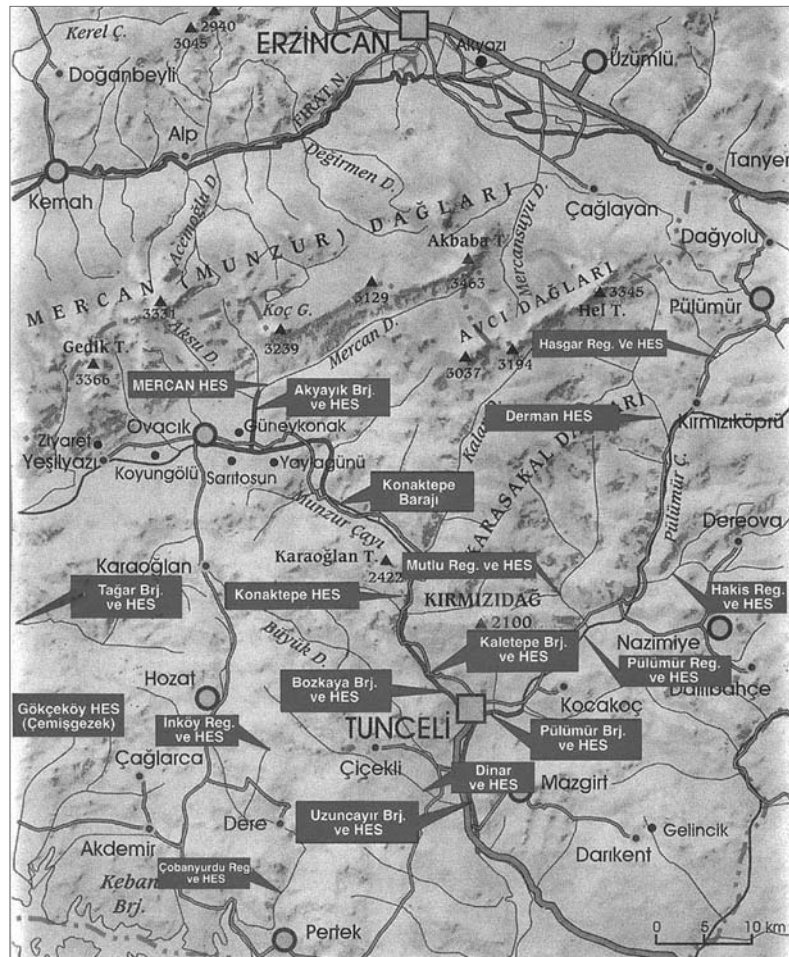 Kerel Ç.
2940
3045
ERZİNCAN
Akyazı
Üzümlü
Doğanbeyli
FIRAT N.
Alp
Değirmen D.
Tanyer
Kemah
Çağlayan
Acemoğlu D.
MERCAN (MUNZUR) DAĞLARI
Mercansuyu D.
Dağyolu
Akbaba T.
3463
3129
3331
Koç G.
AVCI DAĞLARI
3345
Hel T.
Pülümür
Aksu D.
3239
Mercan D.
3037
3194
Hasgar Reg. Ve HES
Gedik T.
3366
MERCAN HES
Akyayık Brj.
ve HES
Derman HES
Kırmızıköprü
Ovacık
Güneykonak
Ziyaret
Yeşilyazı
Koyungölü
Sarıtosun
Yaylagünü
KARASAKAL DAĞLARI
Pülümür Ç.
Konaktepe
Barajı
Munzur Çayı
Dereova
Karaoğlan
Karaoğlan T.
2422
Mutlu Reg. ve HES
Tağar Brj.
ve HES
Konaktepe HES
KIRMIZIDAĞ
2100
Hakis Reg.
ve HES
Büyük D.
Kaletepe Brj.
ve HES
Nazimiye
Pülümür Reg.
ve HES
Dallıbahçe
Hozat
Bozkaya Brj.
ve HES
Kocakoç
Gökçeköy HES
(Çemişgezek)
İnköy Reg.
ve HES
TUNCELİ
Pülümür Brj.
ve HES
Çağlarca
Çiçekli
Dinar
ve HES
Mazgirt
Uzunçayır Brj.
ve HES
Dere
Gelincik
Akdemir
Darıkent
Çobanyurdu Reg.
ve HES
Keban
Brj.
Pertek
0 5 10 km